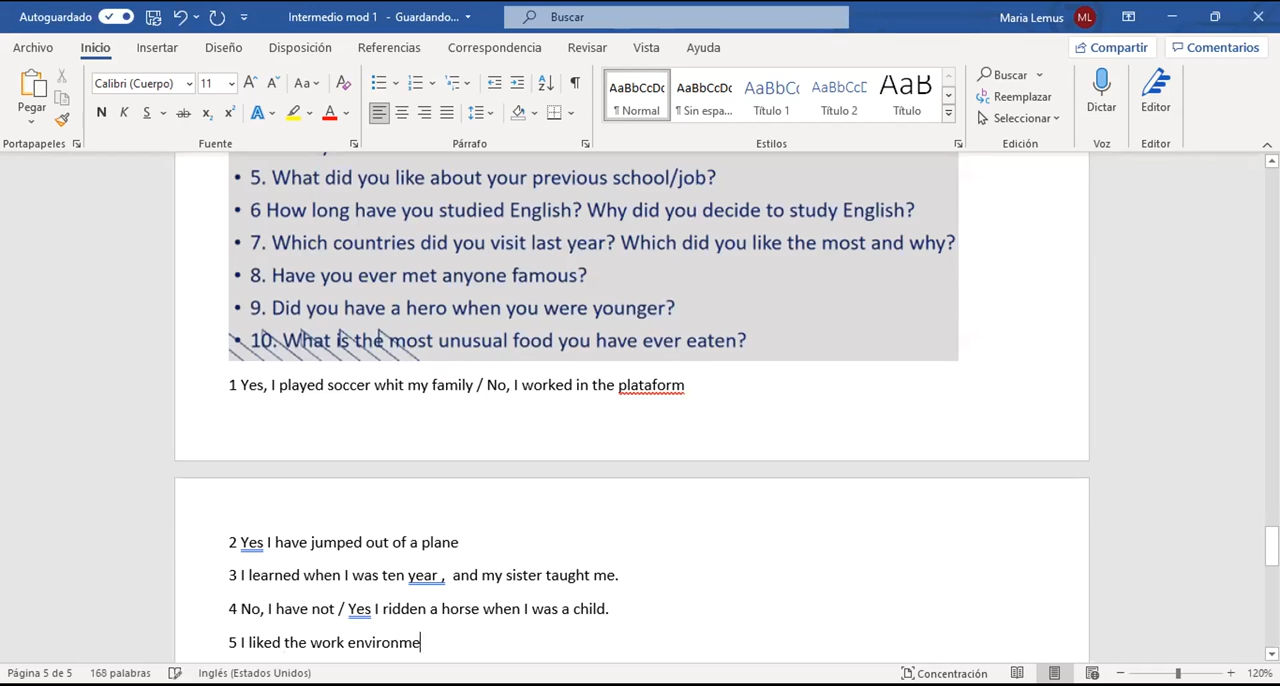 Autoguardado
Intermedio mod 1 - Guardando...
Buscar
Maria Lemus ML
Archivo Inicio Insertar Diseño Disposición Referencias Correspondencia Revisar Vista Ayuda
Compartir Comentarios
Pegar
Calibri (Cuerpo) 11
N K S ab x₂ x² A A
Aa
AaBbCcDc AaBbCcDc AaBbCc AaBbCcD AaB
¶ Normal ¶ Sin espa... Título 1 Título 2 Título
Buscar
Reemplazar
Seleccionar
Dictar
Editor
Portapapeles Fuente Párrafo Estilos Edición Voz Editor
• 5. What did you like about your previous school/job?
• 6 How long have you studied English? Why did you decide to study English?
• 7. Which countries did you visit last year? Which did you like the most and why?
• 8. Have you ever met anyone famous?
• 9. Did you have a hero when you were younger?
• 10. What is the most unusual food you have ever eaten?
1 Yes, I played soccer whit my family / No, I worked in the plataform
2 Yes I have jumped out of a plane
3 I learned when I was ten year ,  and my sister taught me.
4 No, I have not / Yes I ridden a horse when I was a child.
5 I liked the work environme
Página 5 de 5 168 palabras Inglés (Estados Unidos) Concentración 120%